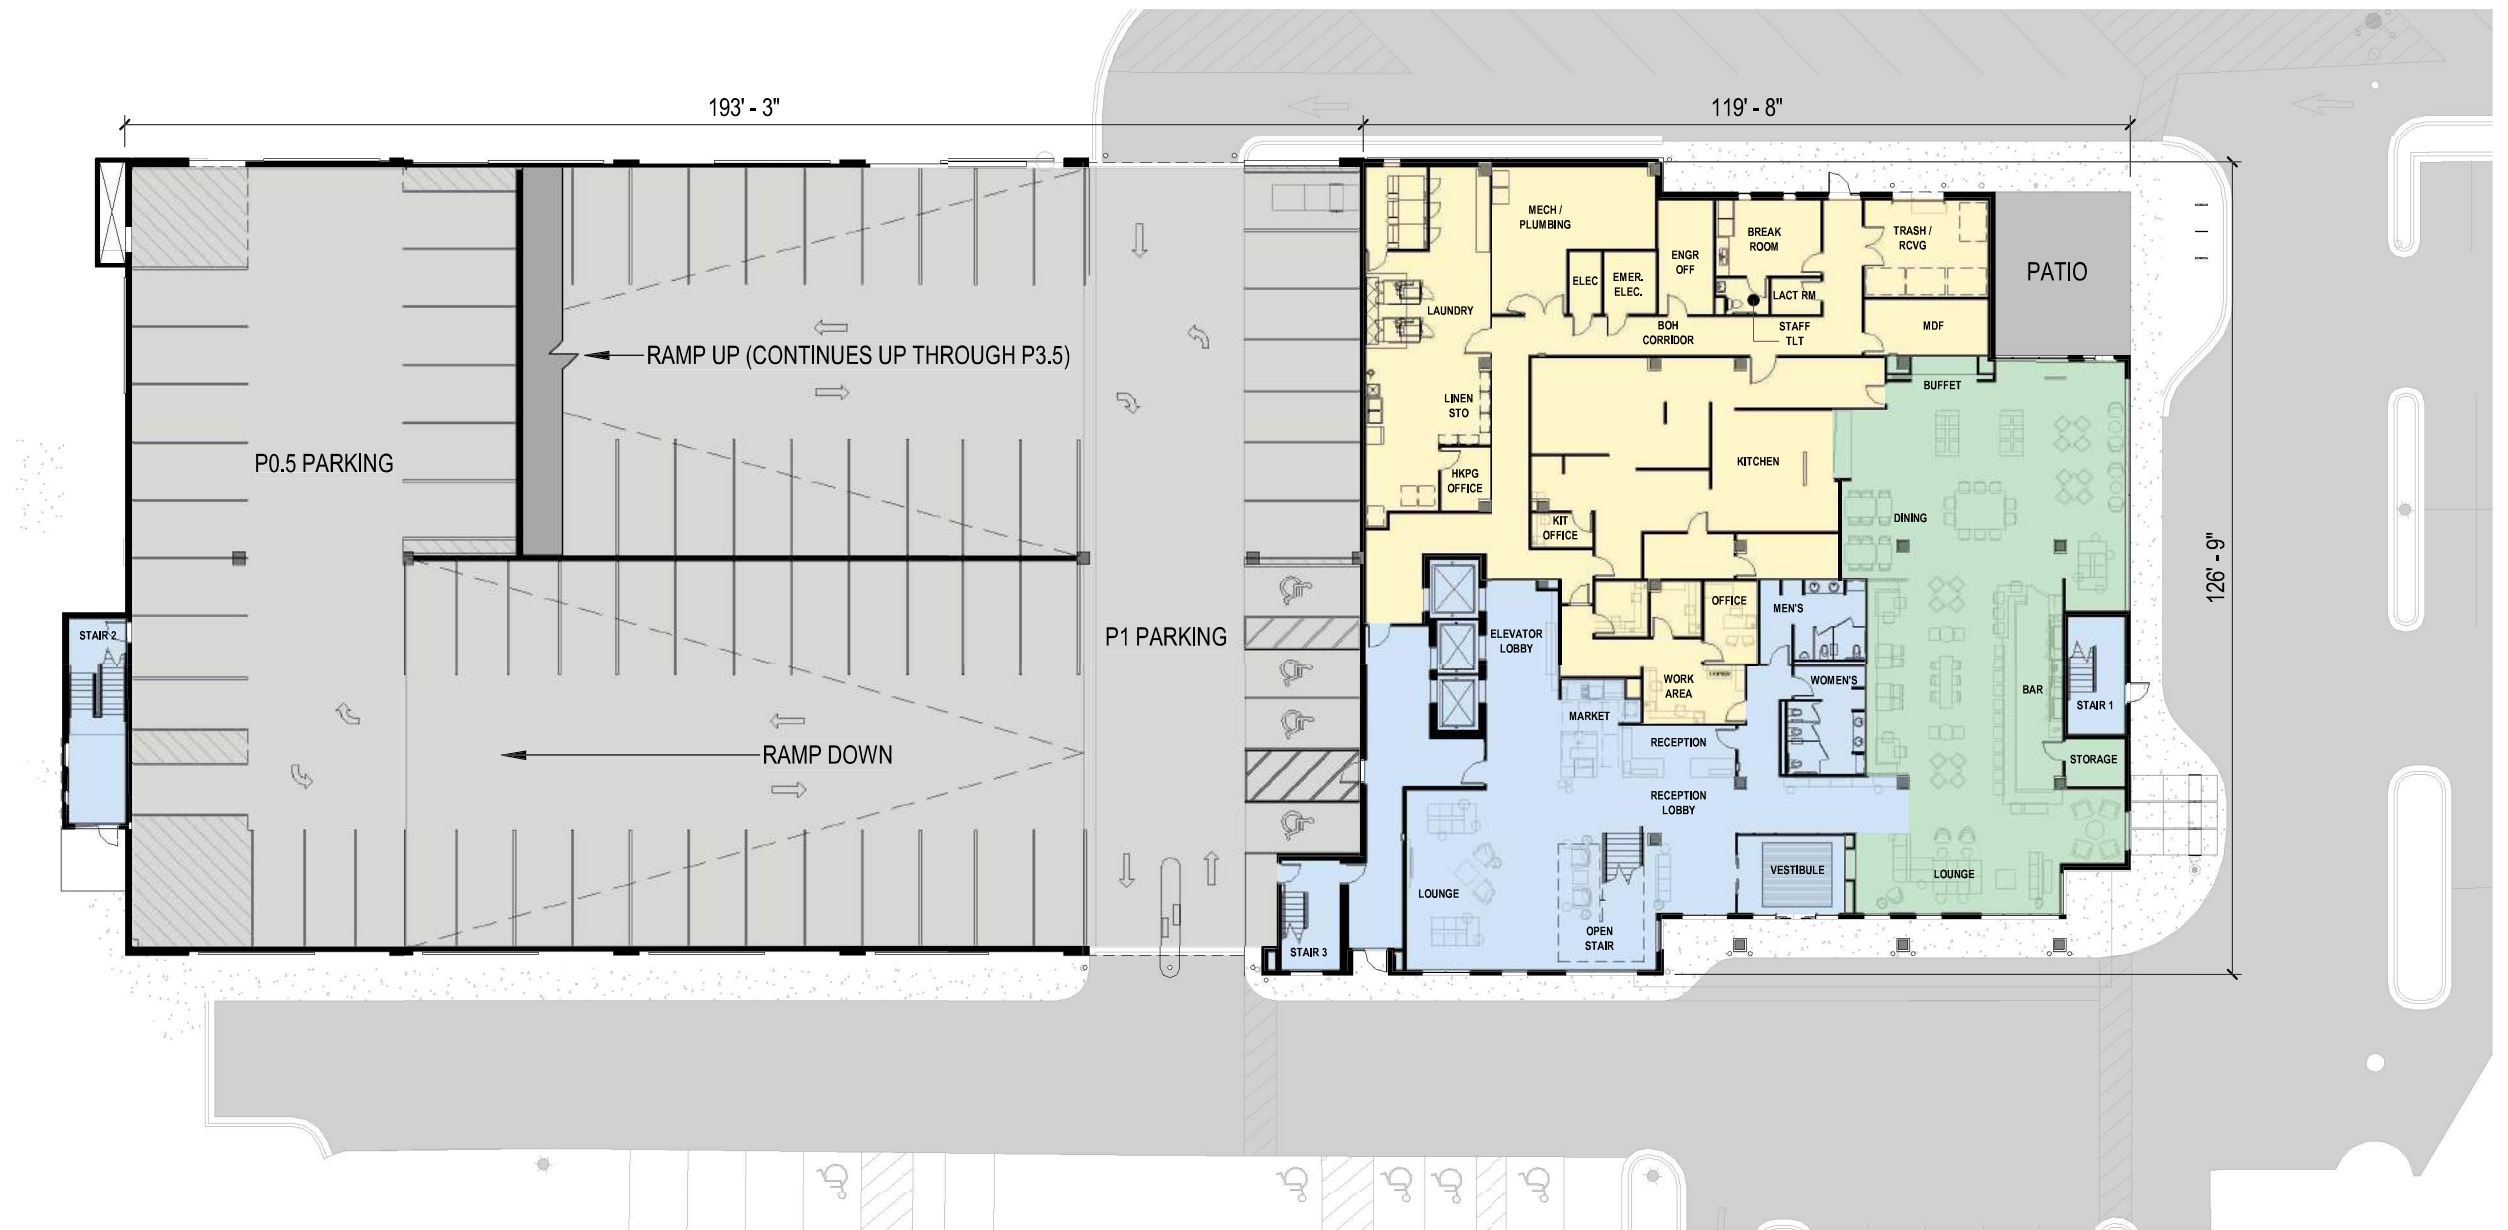 193' - 3"
119' - 8"
MECH /
PLUMBING
BREAK
ROOM
TRASH /
RCVG
ENGR
OFF
PATIO
ELEC
EMER.
ELEC.
LACT RM
LAUNDRY
BOH
CORRIDOR
STAFF
TLT
MDF
RAMP UP (CONTINUES UP THROUGH P3.5)
BUFFET
LINEN
STO
P0.5 PARKING
KITCHEN
HKPG
OFFICE
KIT
OFFICE
DINING
126' - 9"
OFFICE
MEN'S
STAIR 2
P1 PARKING
ELEVATOR
LOBBY
WORK
AREA
WOMEN'S
BAR
STAIR 1
MARKET
RECEPTION
RAMP DOWN
STORAGE
RECEPTION
LOBBY
VESTIBULE
LOUNGE
LOUNGE
OPEN
STAIR
STAIR 3